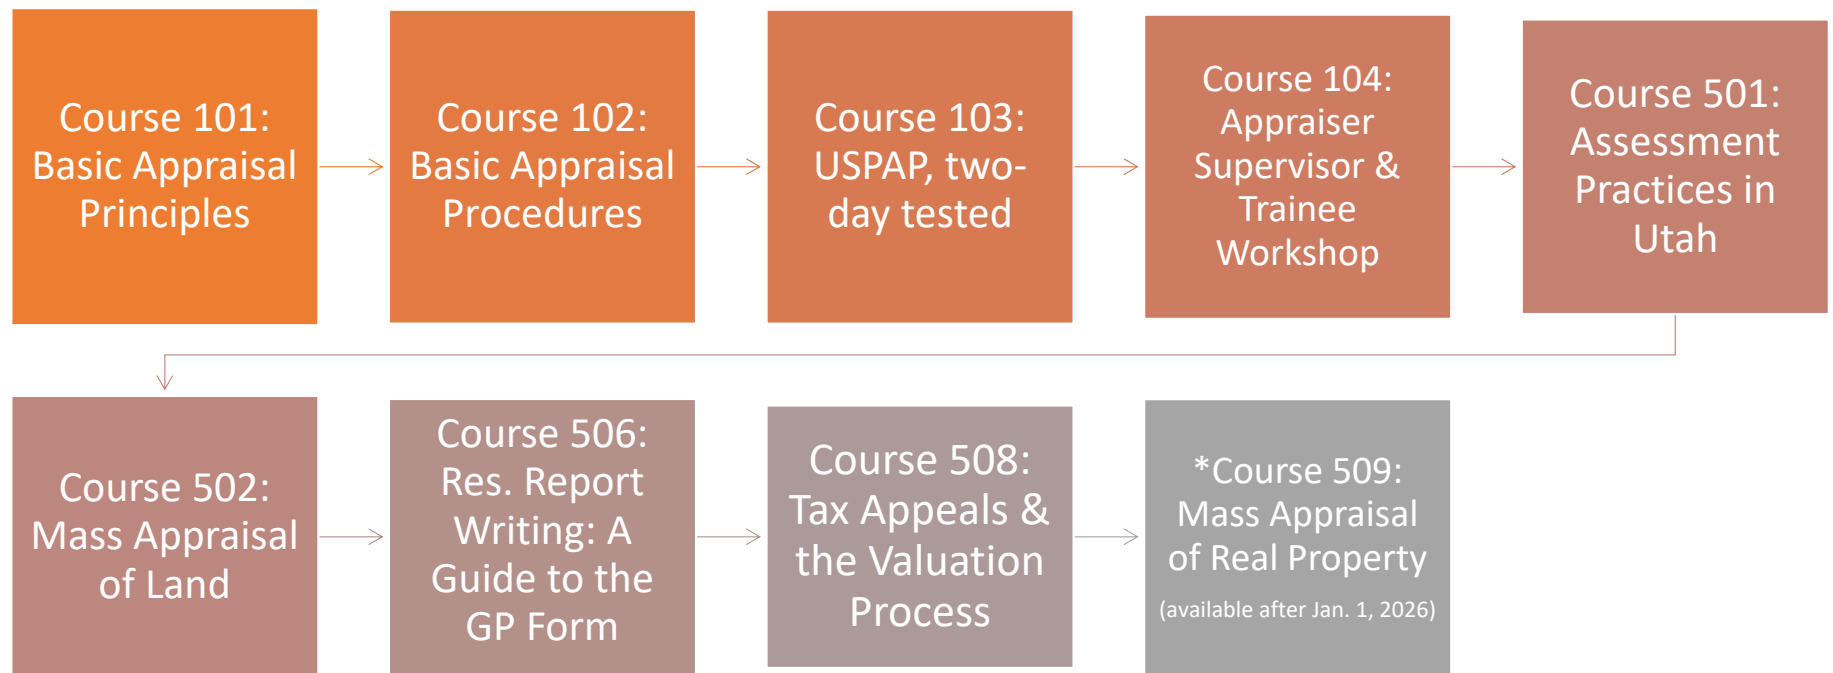 Course 101:
Basic Appraisal
Principles
Course 102:
Basic Appraisal
Procedures
Course 103:
USPAP, two-
day tested
Course 104:
Appraiser
Supervisor &
Trainee
Workshop
Course 501:
Assessment
Practices in
Utah
Course 502:
Mass Appraisal
of Land
Course 506:
Res. Report
Writing: A
Guide to the
GP Form
Course 508:
Tax Appeals &
the Valuation
Process
*Course 509:
Mass Appraisal
of Real Property
(available after Jan. 1, 2026)